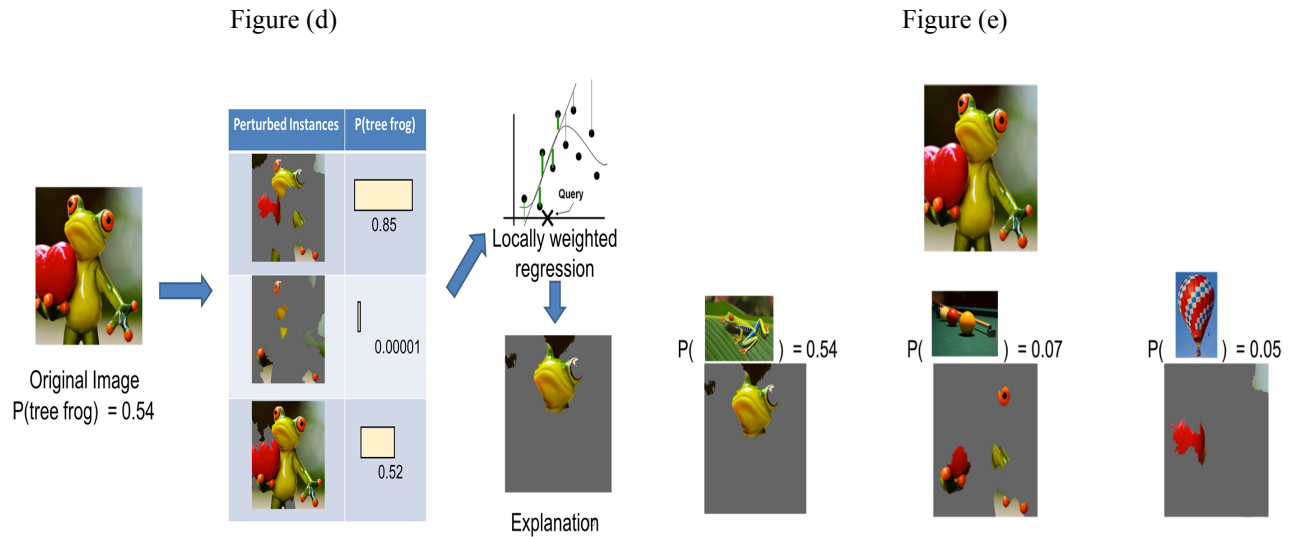 Figure (d)
Perturbed Instances P(tree frog)
0.85
0.00001
0.52
Original Image
P(tree frog) = 0.54
Query
Locally weighted
regression
Explanation
Figure (e)
P( ) = 0.54
P( ) = 0.07
P( ) = 0.05